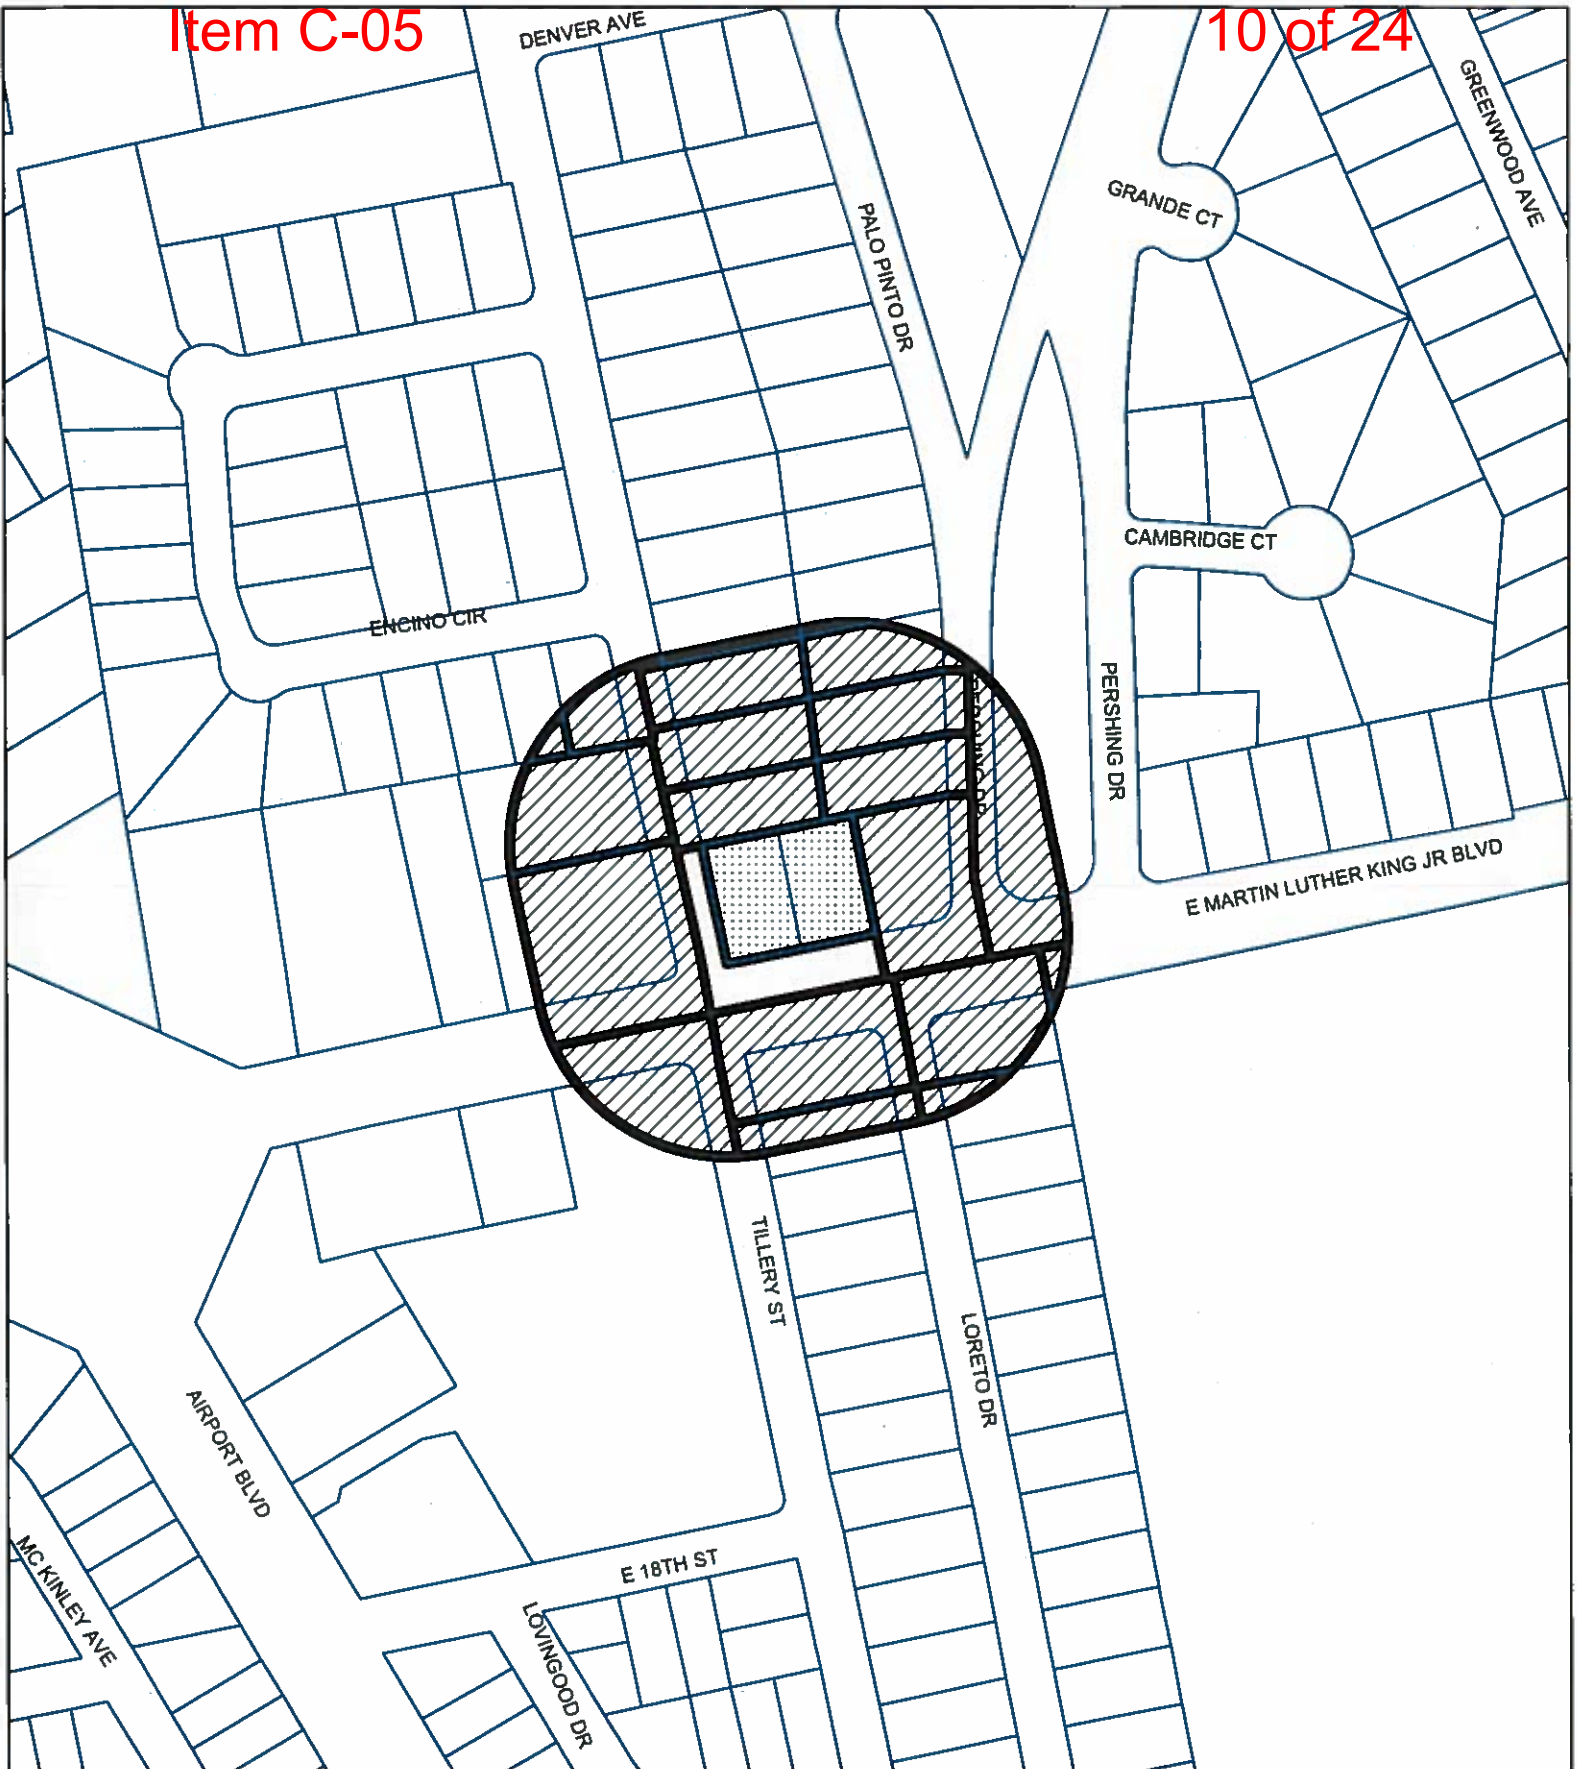 Item C-05
10 of 24
DENVER AVE
GREENWOOD AVE
GRANDE CT
PALO PINTO DR
CAMBRIDGE CT
ENCINO CIR
PERSHING DR
PERSHING DR
E MARTIN LUTHER KING JR BLVD
TILLERY ST
LORETO DR
AIRPORT BLVD
E 18TH ST
MC KINLEY AVE
LOVINGOOD DR